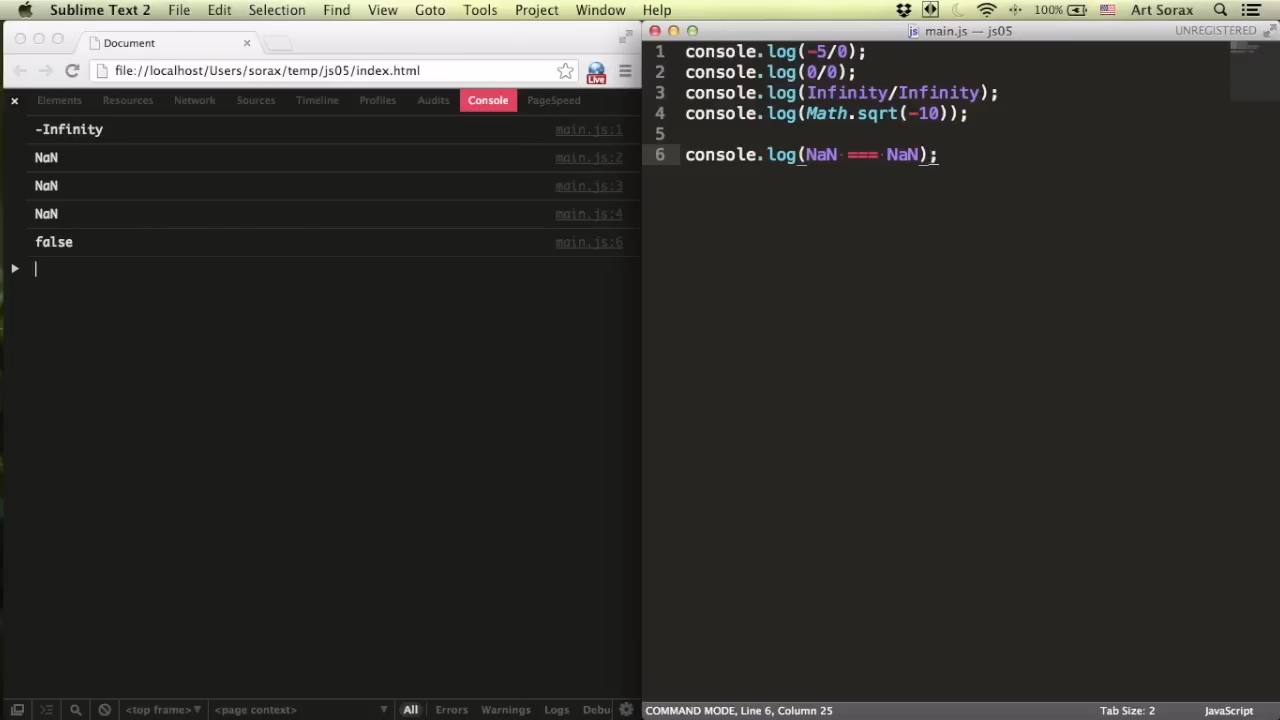 Sublime Text 2 File Edit Selection Find View Goto Tools Project Window Help 100% Art Sorax
Document
file://localhost/Users/sorax/temp/js05/index.html
Live
Elements Resources Network Sources Timeline Profiles Audits Console PageSpeed
-Infinity main.js:1
NaN main.js:2
NaN main.js:3
NaN main.js:4
false main.js:6
<top frame> <page context> All Errors Warnings Logs Debu
main.js — js05 UNREGISTERED
1 console.log(-5/0);
2 console.log(0/0);
3 console.log(Infinity/Infinity);
4 console.log(Math.sqrt(-10));
5
6 console.log(NaN === NaN);
COMMAND MODE, Line 6, Column 25 Tab Size: 2 JavaScript